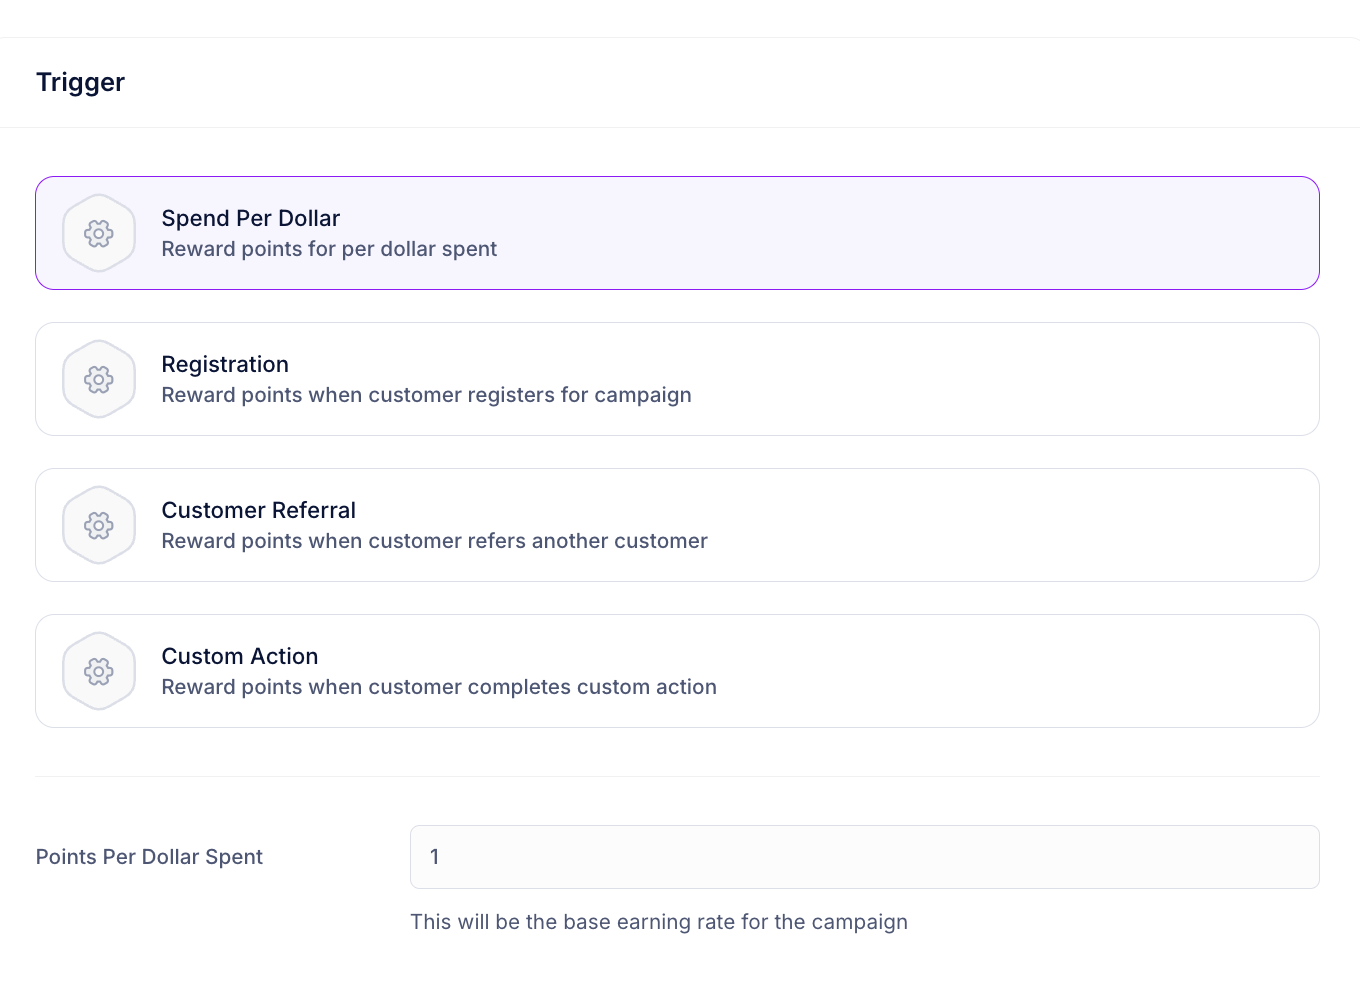 Trigger
Spend Per Dollar
Reward points for per dollar spent
Registration
Reward points when customer registers for campaign
Customer Referral
Reward points when customer refers another customer
Custom Action
Reward points when customer completes custom action
Points Per Dollar Spent
1
This will be the base earning rate for the campaign